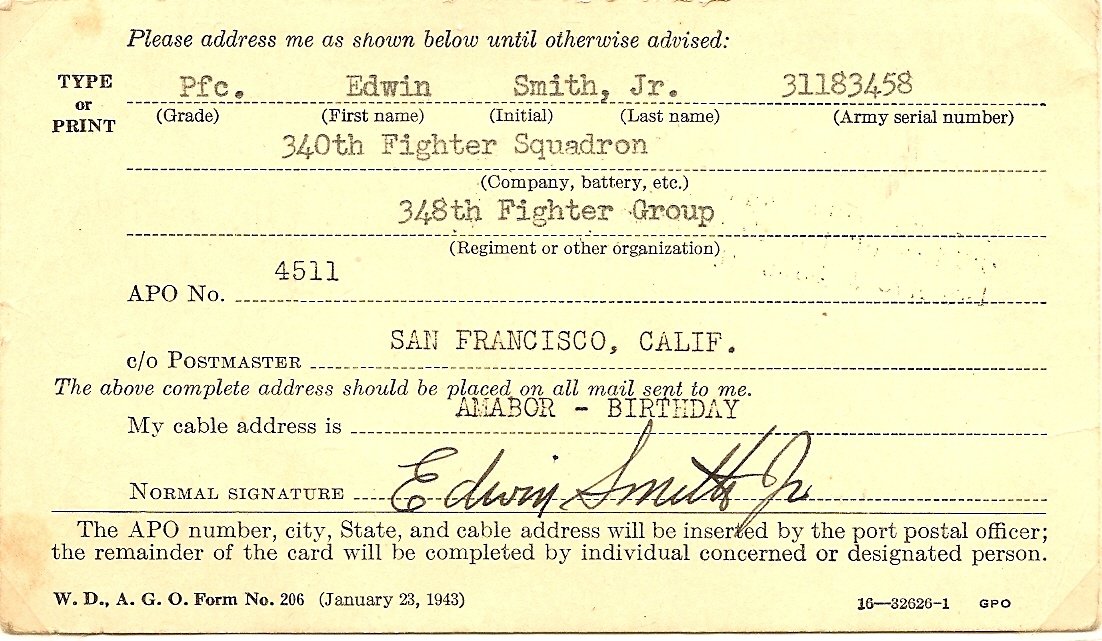 Please address me as shown below until otherwise advised:
TYPE or PRINT
Pfc. Edwin Smith, Jr. 31183458
(Grade) (First name) (Initial) (Last name) (Army serial number)
340th Fighter Squadron
(Company, battery, etc.)
348th Fighter Group
(Regiment or other organization)
4511
APO No.
SAN FRANCISCO, CALIF.
c/o POSTMASTER
The above complete address should be placed on all mail sent to me.
AMABOR - BIRTHDAY
My cable address is
NORMAL SIGNATURE Edwin Smith Jr
The APO number, city, State, and cable address will be inserted by the port postal officer;
the remainder of the card will be completed by individual concerned or designated person.
W. D., A. G. O. Form No. 206 (January 23, 1943) 16—32626-1 GPO